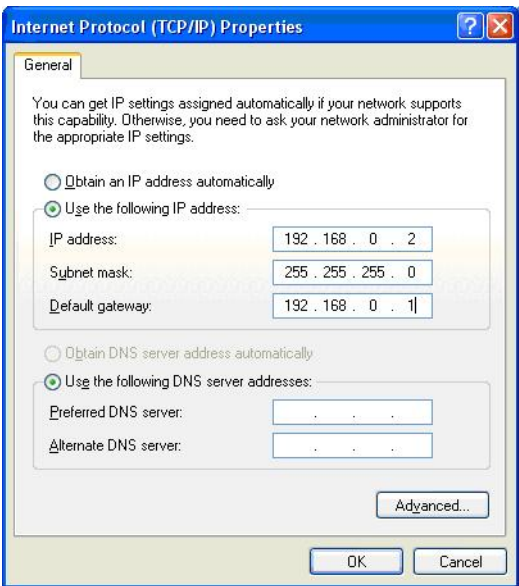 Internet Protocol (TCP/IP) Properties
General
You can get IP settings assigned automatically if your network supports
this capability. Otherwise, you need to ask your network administrator for
the appropriate IP settings.
Obtain an IP address automatically
Use the following IP address:
IP address: 192 . 168 . 0 . 2
Subnet mask: 255 . 255 . 255 . 0
Default gateway: 192 . 168 . 0 . 1
Obtain DNS server address automatically
Use the following DNS server addresses:
Preferred DNS server: . . .
Alternate DNS server: . . .
Advanced...
OK Cancel